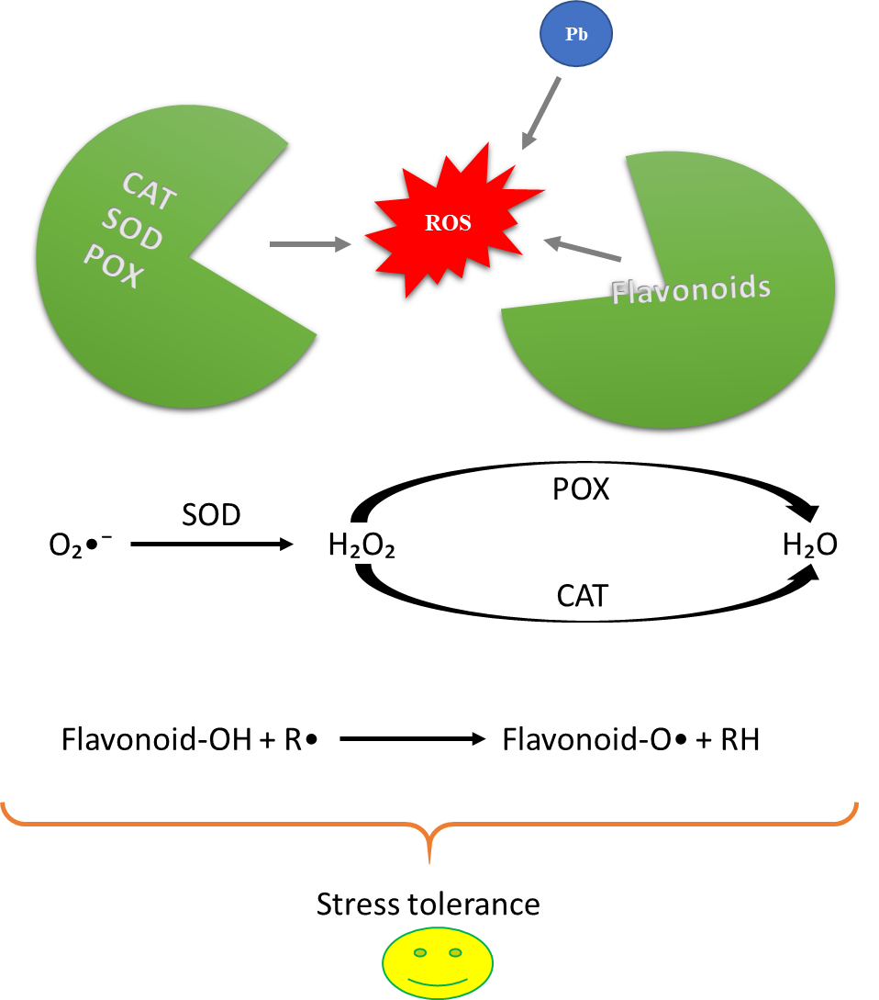 Pb
CAT
SOD
POX
ROS
Flavonoids
POX
SOD
O₂•⁻
H₂O₂
H₂O
CAT
Flavonoid-OH + R•
Flavonoid-O• + RH
Stress tolerance